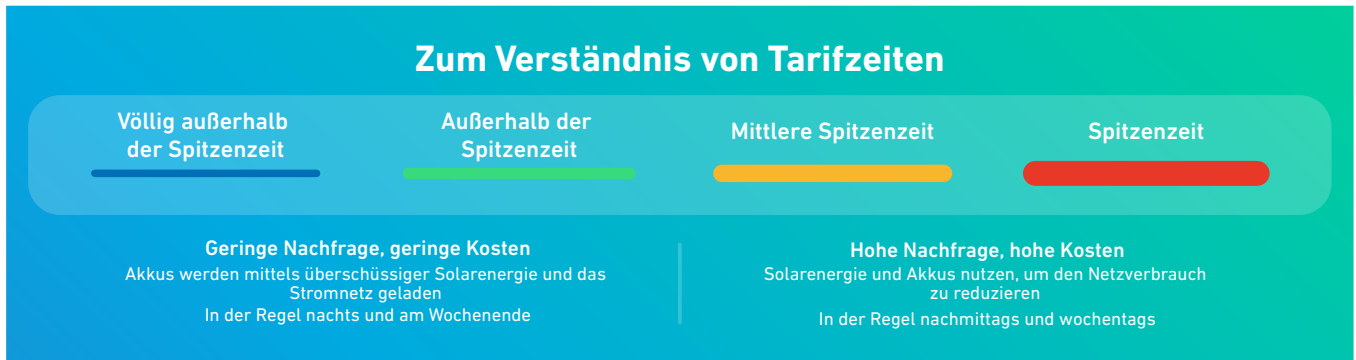 Zum Verständnis von Tarifzeiten
Völlig außerhalb
der Spitzenzeit
Außerhalb der
Spitzenzeit
Mittlere Spitzenzeit
Spitzenzeit
Geringe Nachfrage, geringe Kosten
Akkus werden mittels überschüssiger Solarenergie und das
Stromnetz geladen
In der Regel nachts und am Wochenende
Hohe Nachfrage, hohe Kosten
Solarenergie und Akkus nutzen, um den Netzverbrauch
zu reduzieren
In der Regel nachmittags und wochentags